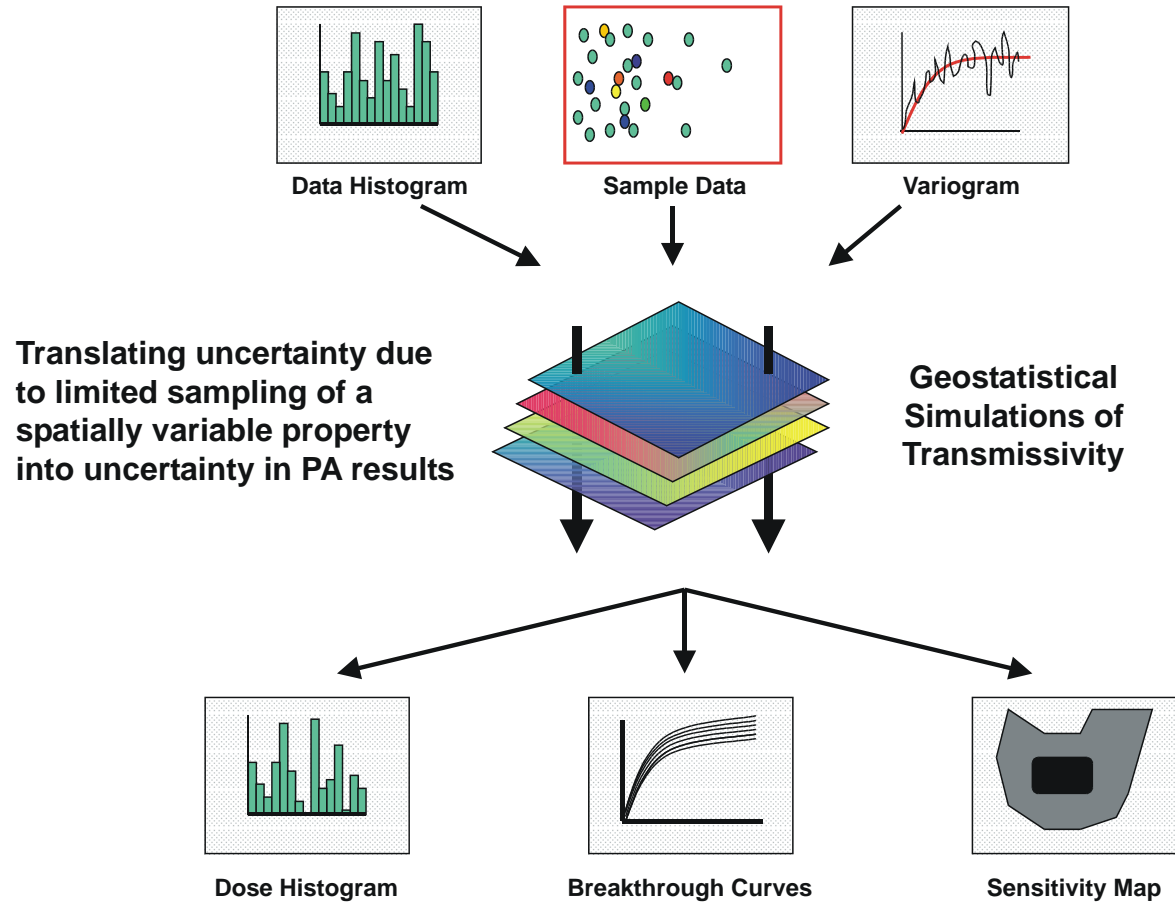 Data Histogram
Sample Data
Variogram
Translating uncertainty due
to limited sampling of a
spatially variable property
into uncertainty in PA results
Geostatistical
Simulations of
Transmissivity
Dose Histogram
Breakthrough Curves
Sensitivity Map